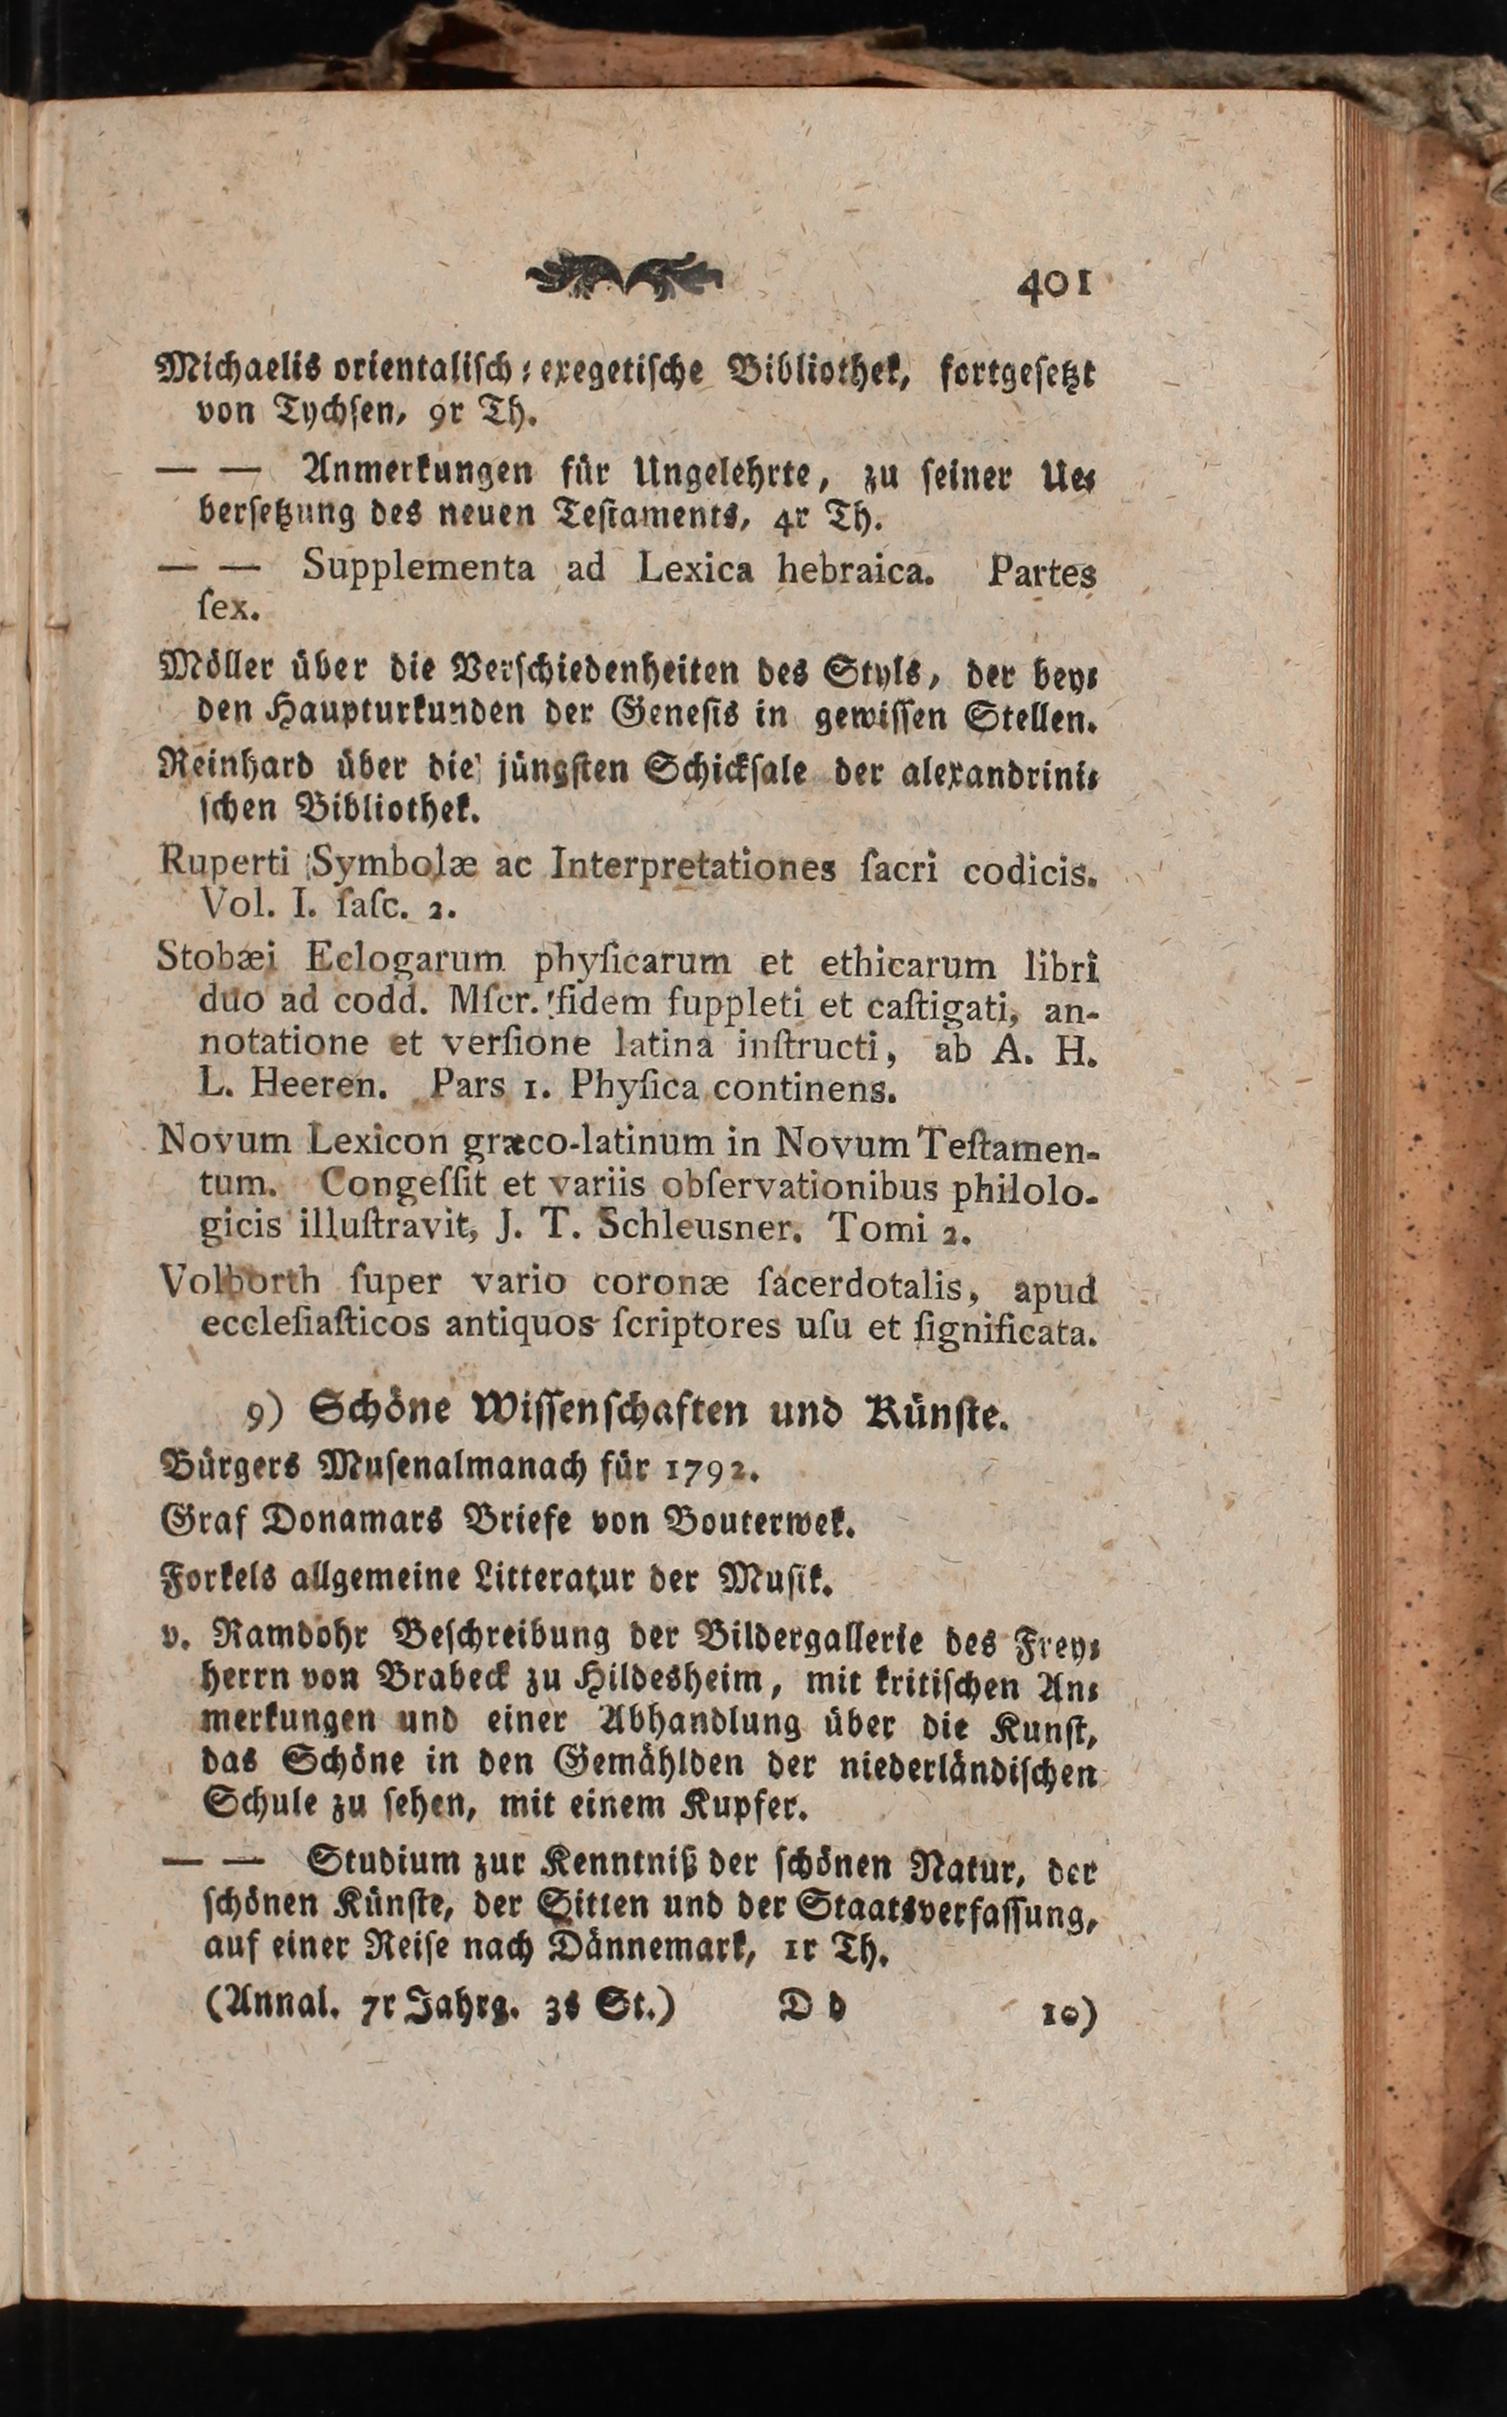 401
Michaelis orientalisch⸗exegetische Bibliothek, fortgesetzt
von Tychsen, 9r Th.
— — Anmerkungen für Ungelehrte, zu seiner Ue⸗
bersetzung des neuen Testaments, 4r Th.
— — Supplementa ad Lexica hebraica. Partes
ſex.
Möller über die Verschiedenheiten des Styls, der bey⸗
den Haupturkunden der Genesis in gewissen Stellen.
Reinhard über die jüngsten Schicksale der alexandrini⸗
schen Bibliothek.
Ruperti Symbolæ ac Interpretationes ſacri codicis.
Vol. I. faſc. 2.
Stobæi Eclogarum phyſicarum et ethicarum libri
duo ad codd. Mſcr. fidem ſuppleti et caſtigati, an-
notatione et verſione latina inſtructi, ab A. H.
L. Heeren. Pars 1. Phyſica continens.
Novum Lexicon græco-latinum in Novum Teſtamen-
tum. Congeſſit et variis obſervationibus philolo-
gicis illuſtravit, J. T. Schleusner. Tomi 2.
Volborth ſuper vario coronæ ſacerdotalis, apud
eccleſiaſticos antiquos ſcriptores uſu et ſignificata.
9) Schöne Wissenschaften und Künste.
Bürgers Musenalmanach für 1792.
Graf Donamars Briefe von Bouterwek.
Forkels allgemeine Litteratur der Musik.
v. Ramdohr Beschreibung der Bildergallerie des Frey⸗
herrn von Brabeck zu Hildesheim, mit kritischen An⸗
merkungen und einer Abhandlung über die Kunst,
das Schöne in den Gemählden der niederländischen
Schule zu sehen, mit einem Kupfer.
— — Studium zur Kenntniß der schönen Natur, der
schönen Künste, der Sitten und der Staatsverfassung,
auf einer Reise nach Dännemark, 1r Th.
(Annal. 7r Jahrg. 3s St.) D d 10)